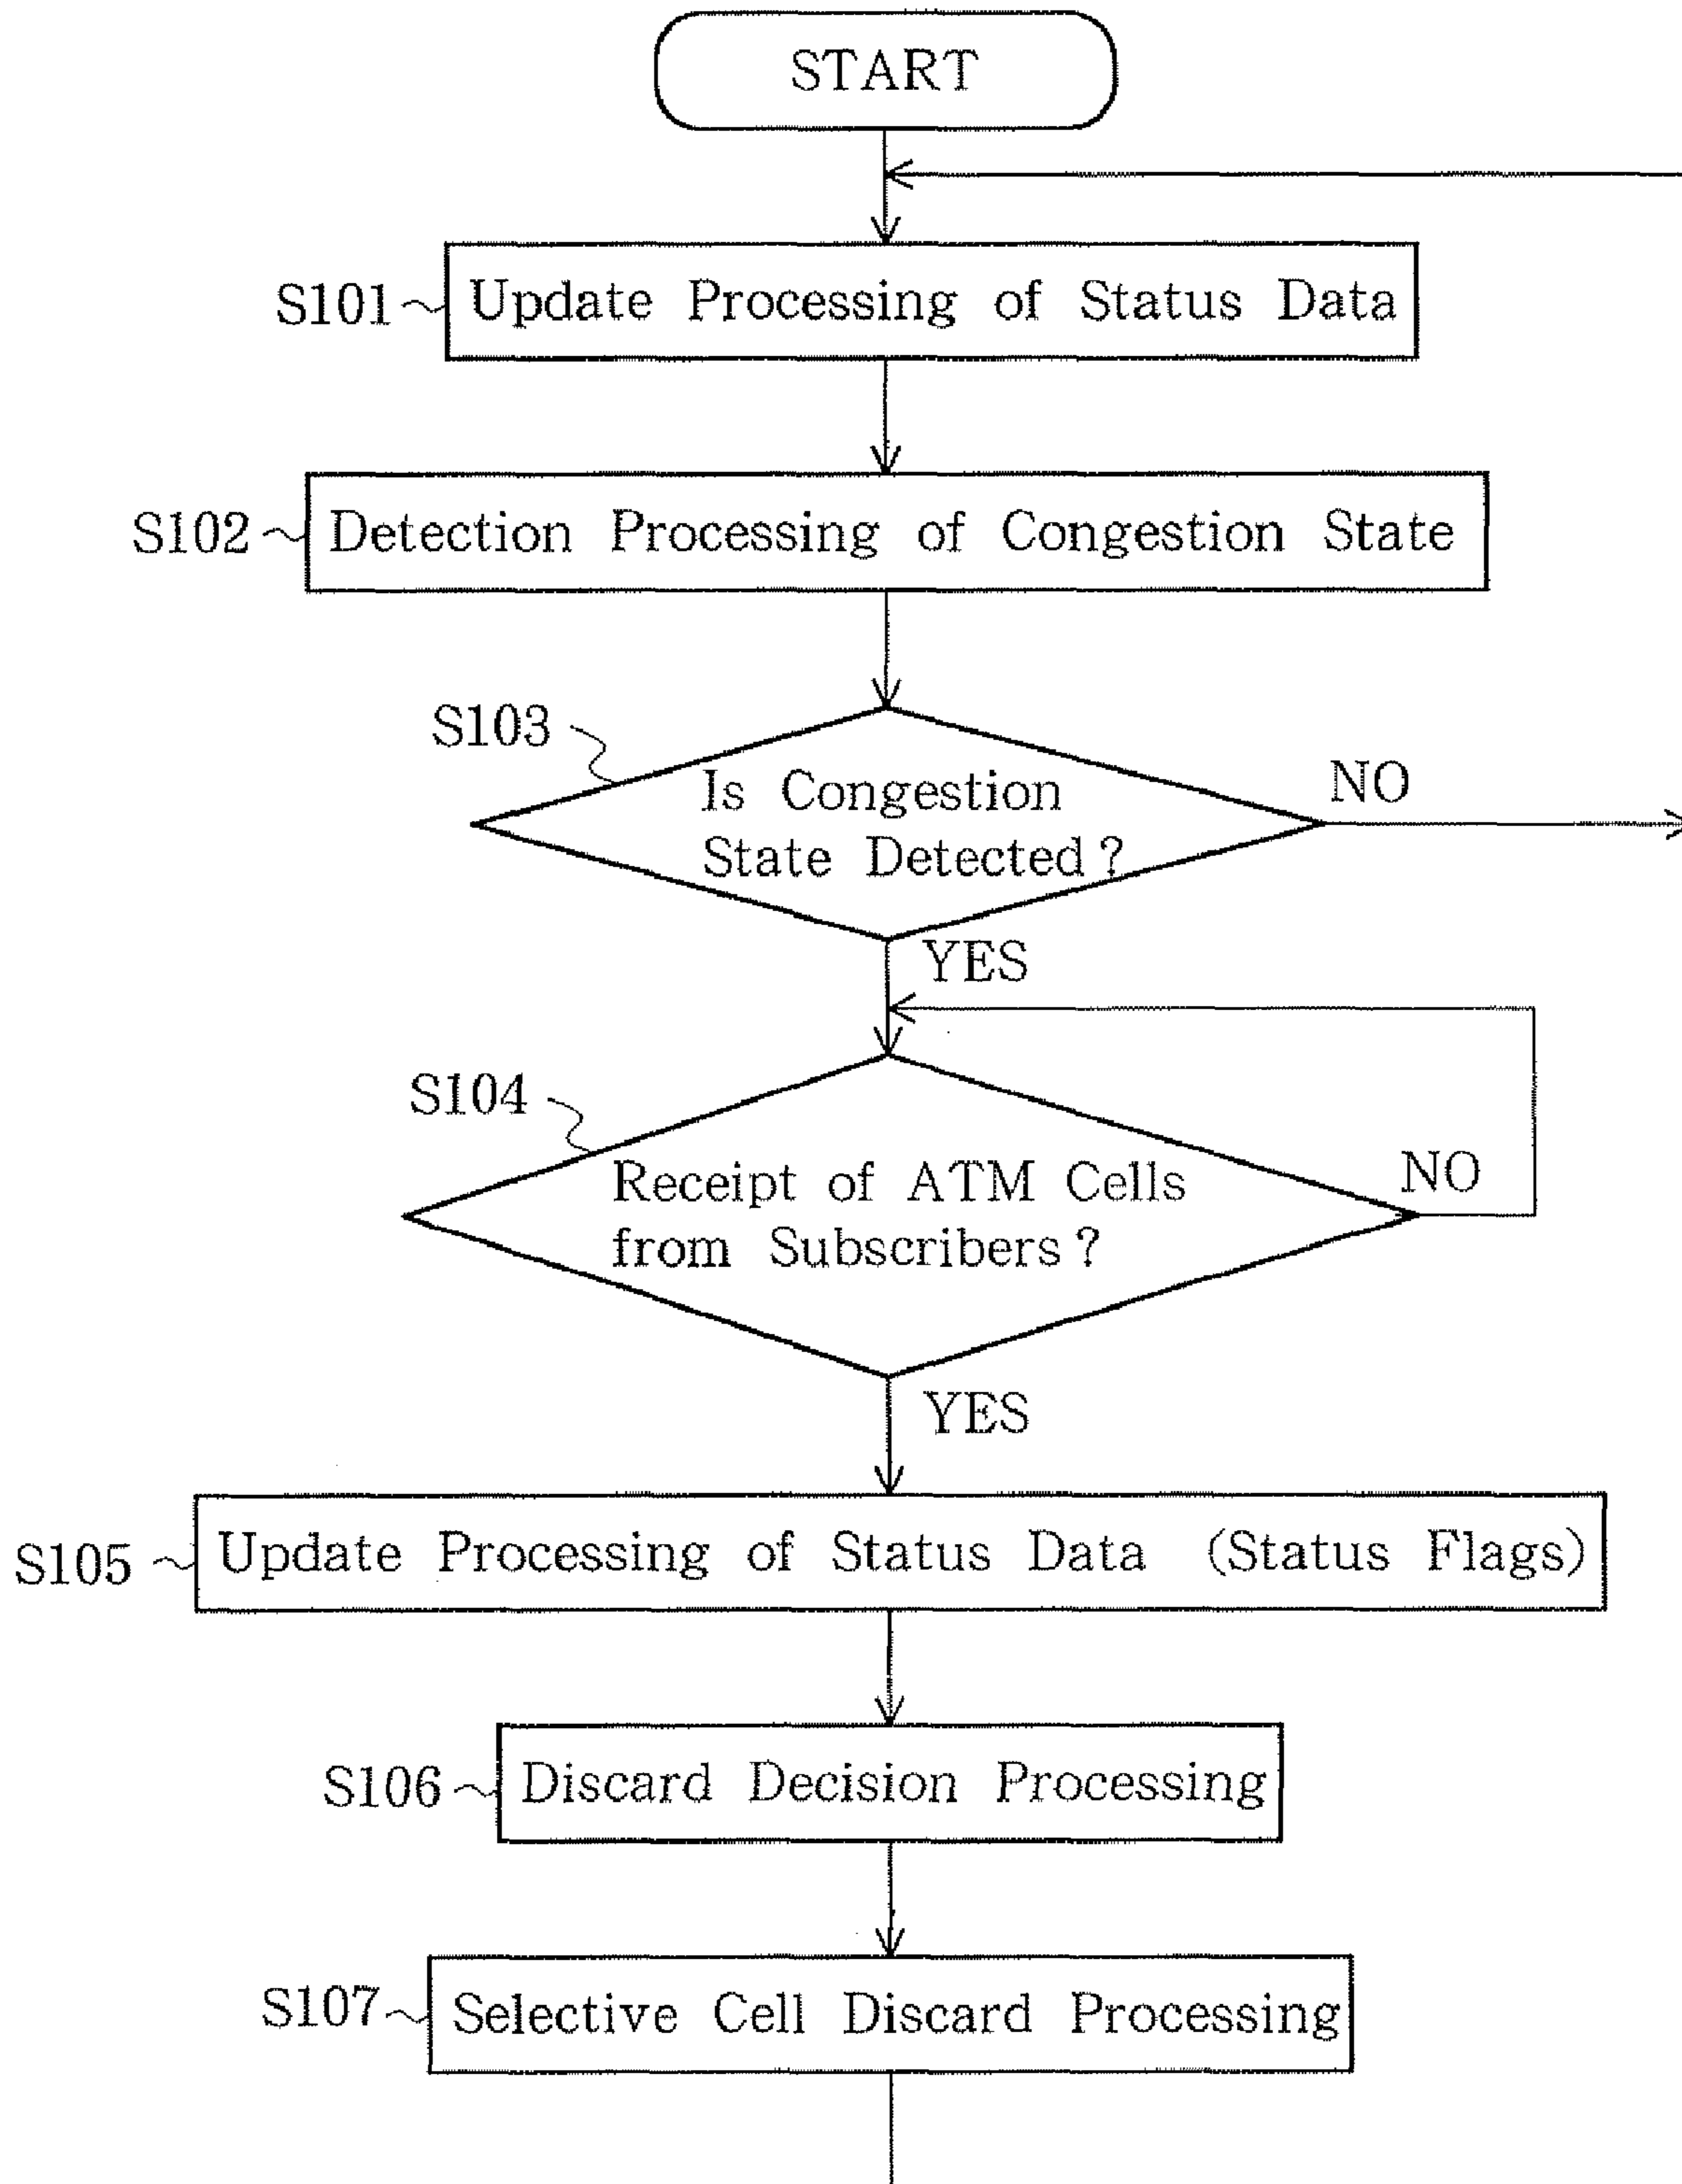 START
S101
Update Processing of Status Data
S102
Detection Processing of Congestion State
S103
Is Congestion
State Detected?
NO
YES
S104
Receipt of ATM Cells
from Subscribers?
NO
YES
S105
Update Processing of Status Data (Status Flags)
S106
Discard Decision Processing
S107
Selective Cell Discard Processing